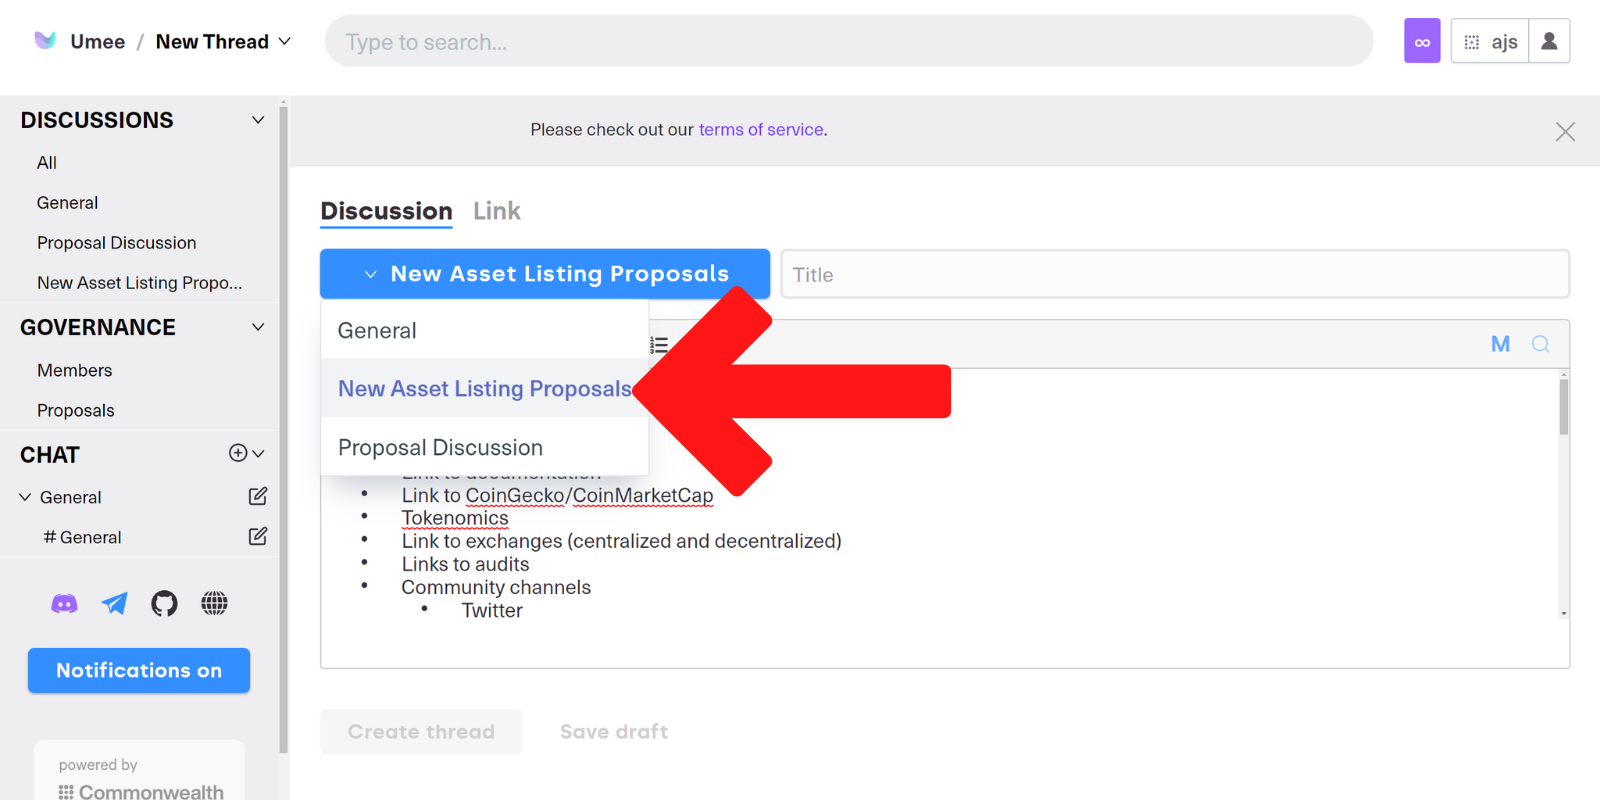 Umee / New Thread
Type to search...
∞
ajs
DISCUSSIONS
All
General
Proposal Discussion
New Asset Listing Propo...
GOVERNANCE
Members
Proposals
CHAT
General
# General
Notifications on
powered by
Commonwealth
Please check out our terms of service.
Discussion Link
New Asset Listing Proposals
Title
General
New Asset Listing Proposals
Proposal Discussion
M
Link to documentation
• Link to CoinGecko/CoinMarketCap
• Tokenomics
• Link to exchanges (centralized and decentralized)
• Links to audits
• Community channels
• Twitter
Create thread Save draft